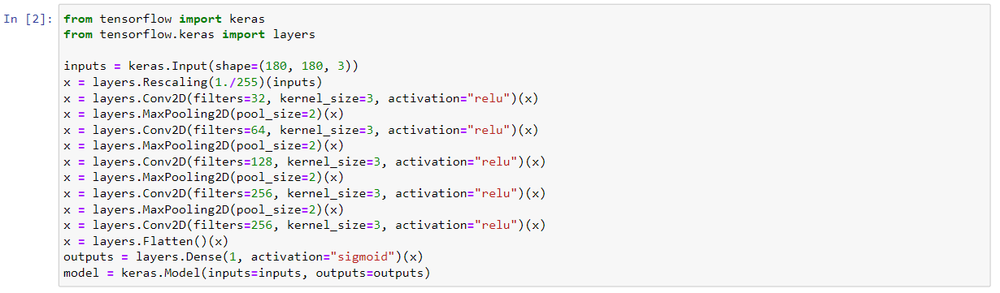 In [2]: from tensorflow import keras
from tensorflow.keras import layers

inputs = keras.Input(shape=(180, 180, 3))
x = layers.Rescaling(1./255)(inputs)
x = layers.Conv2D(filters=32, kernel_size=3, activation="relu")(x)
x = layers.MaxPooling2D(pool_size=2)(x)
x = layers.Conv2D(filters=64, kernel_size=3, activation="relu")(x)
x = layers.MaxPooling2D(pool_size=2)(x)
x = layers.Conv2D(filters=128, kernel_size=3, activation="relu")(x)
x = layers.MaxPooling2D(pool_size=2)(x)
x = layers.Conv2D(filters=256, kernel_size=3, activation="relu")(x)
x = layers.MaxPooling2D(pool_size=2)(x)
x = layers.Conv2D(filters=256, kernel_size=3, activation="relu")(x)
x = layers.Flatten()(x)
outputs = layers.Dense(1, activation="sigmoid")(x)
model = keras.Model(inputs=inputs, outputs=outputs)